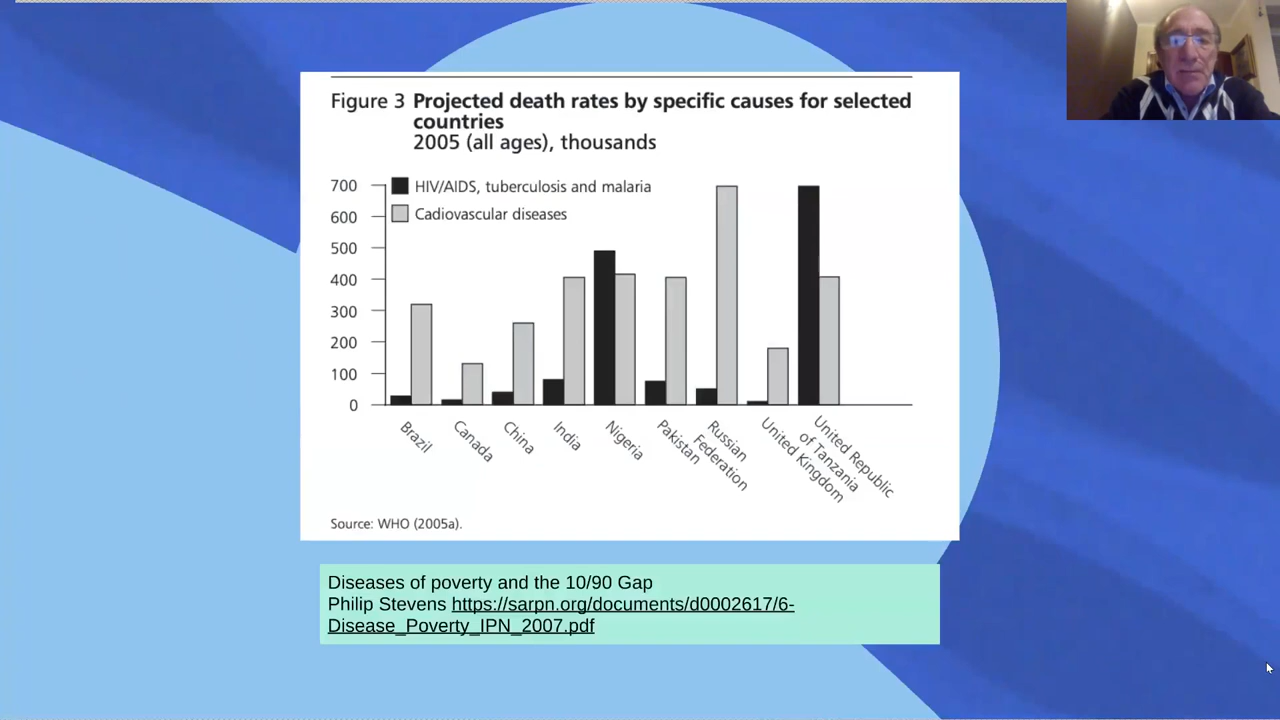 Figure 3 Projected death rates by specific causes for selected
countries
2005 (all ages), thousands
700
600
500
400
300
200
100
0
HIV/AIDS, tuberculosis and malaria
Cadiovascular diseases
Brazil
Canada
China
India
Nigeria
Pakistan
Russian
Federation
United Kingdom
United Republic
of Tanzania
Source: WHO (2005a).
Diseases of poverty and the 10/90 Gap
Philip Stevens https://sarpn.org/documents/d0002617/6-
Disease_Poverty_IPN_2007.pdf